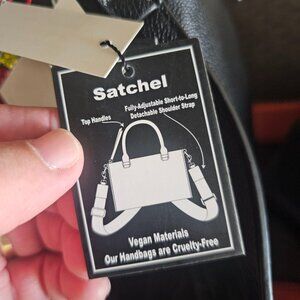 Satchel
Fully-Adjustable Short-to-Long
Detachable Shoulder Strap
Top Handles
Vegan Materials
Our Handbags are Cruelty-Free